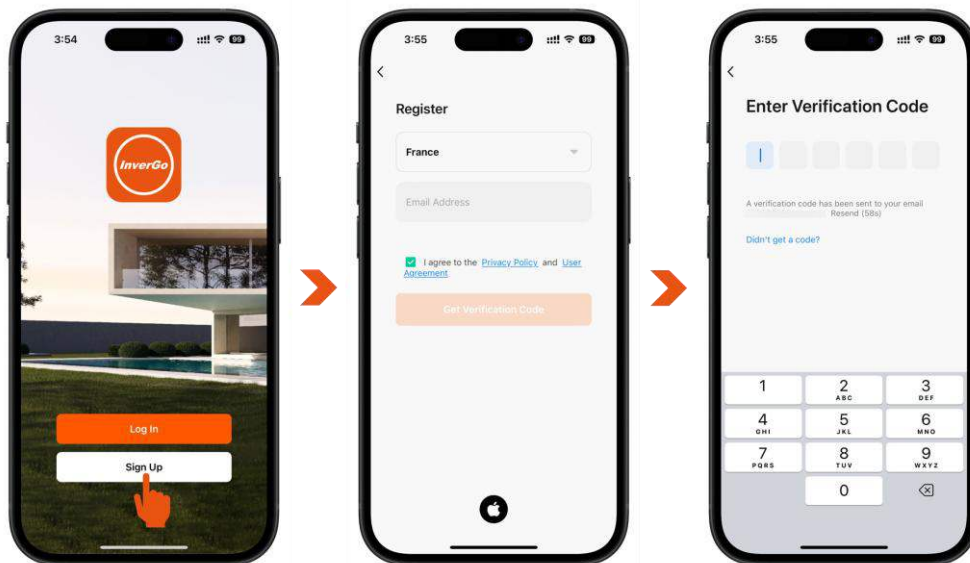 3:54
99
InverGo
Log In
Sign Up
3:55
99
Register
France
Email Address
I agree to the Privacy Policy and User
Agreement
Get Verification Code
3:55
99
Enter Verification Code
A verification code has been sent to your email
Resend (58s)
Didn't get a code?
1
2
ABC
3
DEF
4
GHI
5
JKL
6
MNO
7
PQRS
8
TUV
9
WXYZ
0